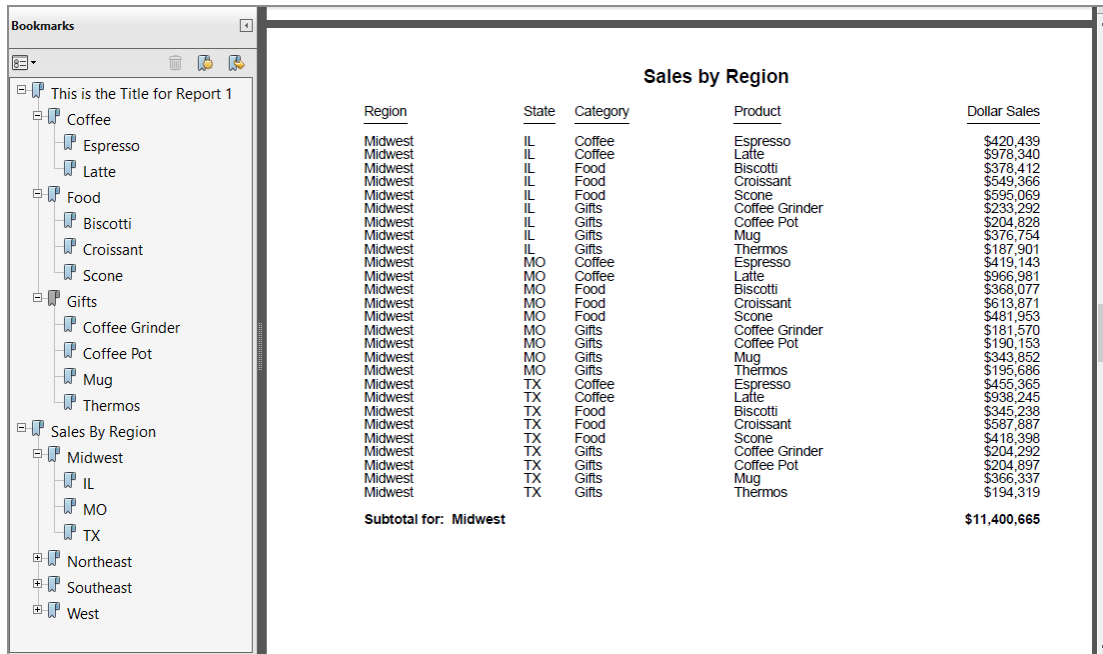 Bookmarks
This is the Title for Report 1
Coffee
Espresso
Latte
Food
Biscotti
Croissant
Scone
Gifts
Coffee Grinder
Coffee Pot
Mug
Thermos
Sales By Region
Midwest
IL
MO
TX
Northeast
Southeast
West
Sales by Region
Region State Category Product Dollar Sales
Midwest IL Coffee Espresso $420,439
Midwest IL Coffee Latte $978,340
Midwest IL Food Biscotti $378,412
Midwest IL Food Croissant $549,366
Midwest IL Food Scone $595,069
Midwest IL Gifts Coffee Grinder $233,292
Midwest IL Gifts Coffee Pot $204,828
Midwest IL Gifts Mug $376,754
Midwest IL Gifts Thermos $187,901
Midwest MO Coffee Espresso $419,143
Midwest MO Coffee Latte $966,981
Midwest MO Food Biscotti $368,077
Midwest MO Food Croissant $613,871
Midwest MO Food Scone $481,953
Midwest MO Gifts Coffee Grinder $181,570
Midwest MO Gifts Coffee Pot $190,153
Midwest MO Gifts Mug $343,852
Midwest MO Gifts Thermos $195,686
Midwest TX Coffee Espresso $455,365
Midwest TX Coffee Latte $938,245
Midwest TX Food Biscotti $345,238
Midwest TX Food Croissant $587,887
Midwest TX Food Scone $418,398
Midwest TX Gifts Coffee Grinder $204,292
Midwest TX Gifts Coffee Pot $204,897
Midwest TX Gifts Mug $366,337
Midwest TX Gifts Thermos $194,319
Subtotal for: Midwest $11,400,665